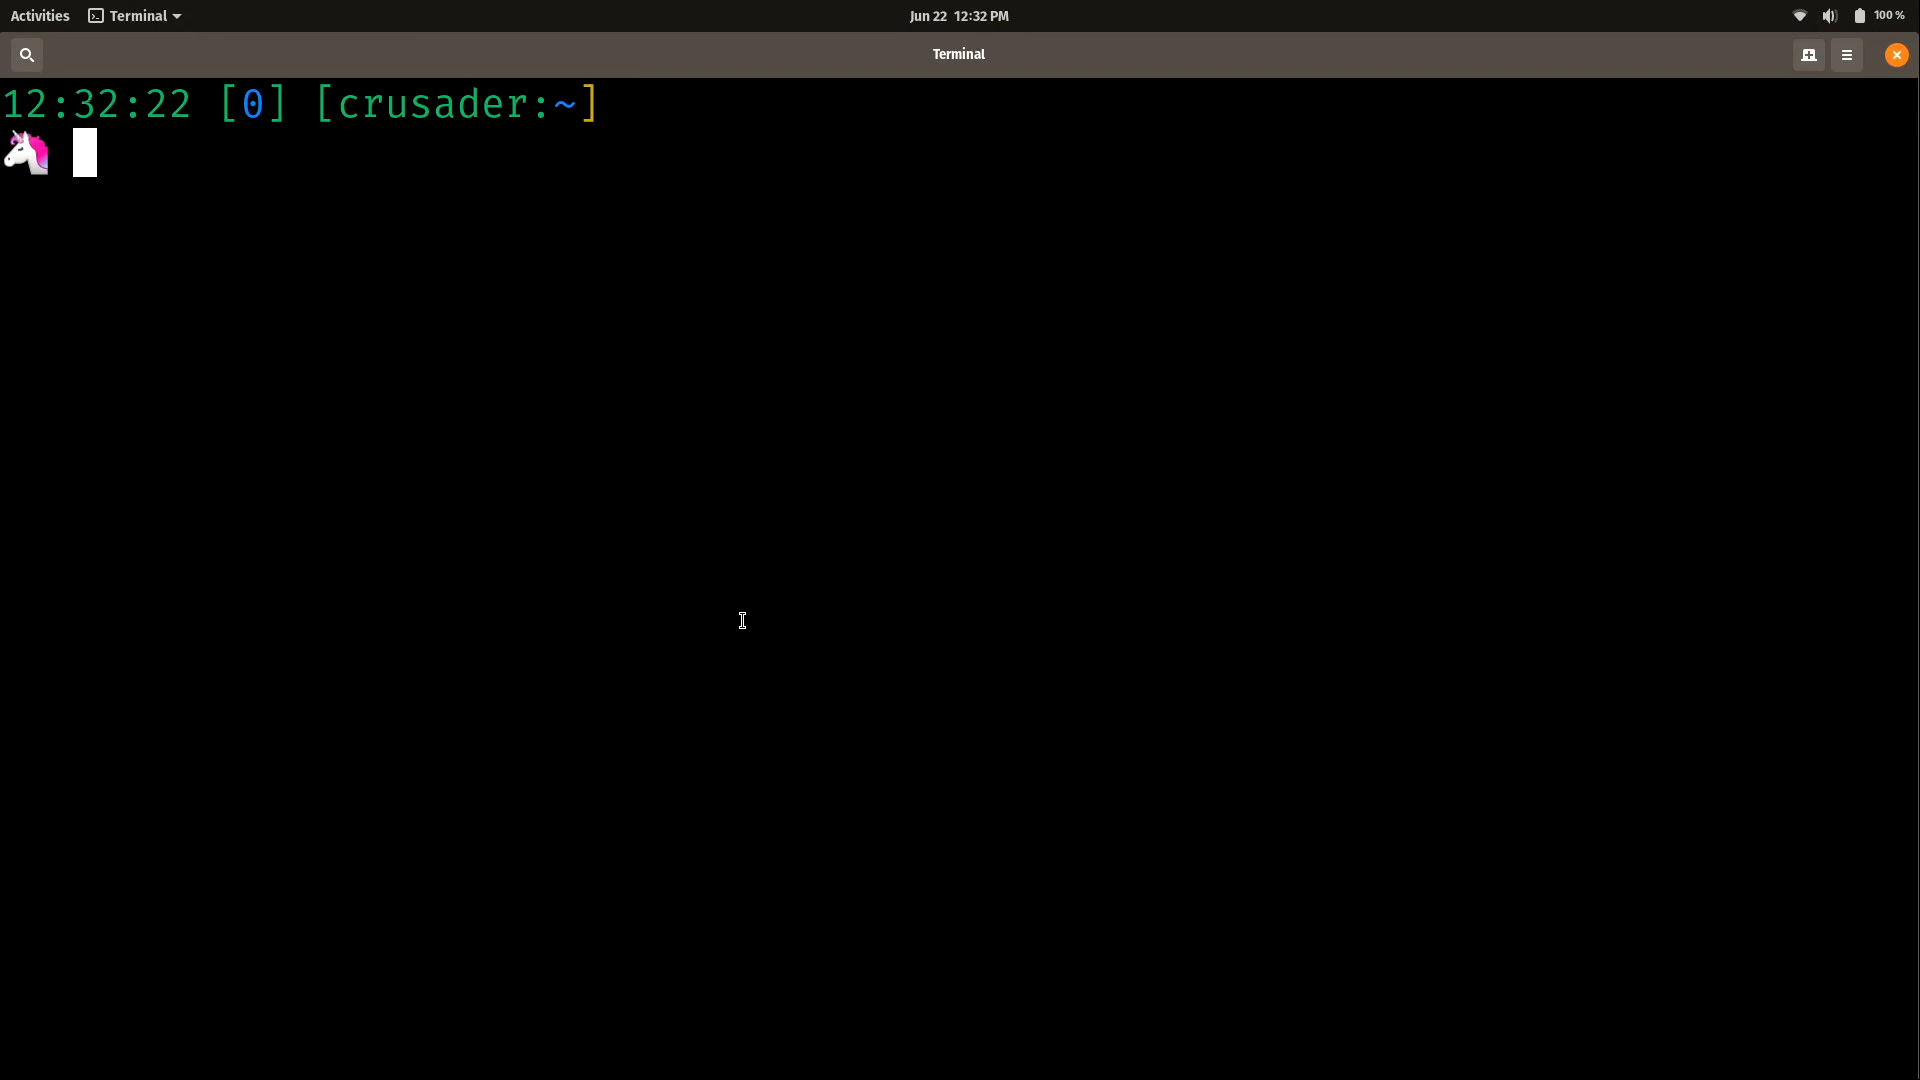 Activities Terminal Jun 22 12:32 PM 100 %
Terminal
12:32:22 [0] [crusader:~]